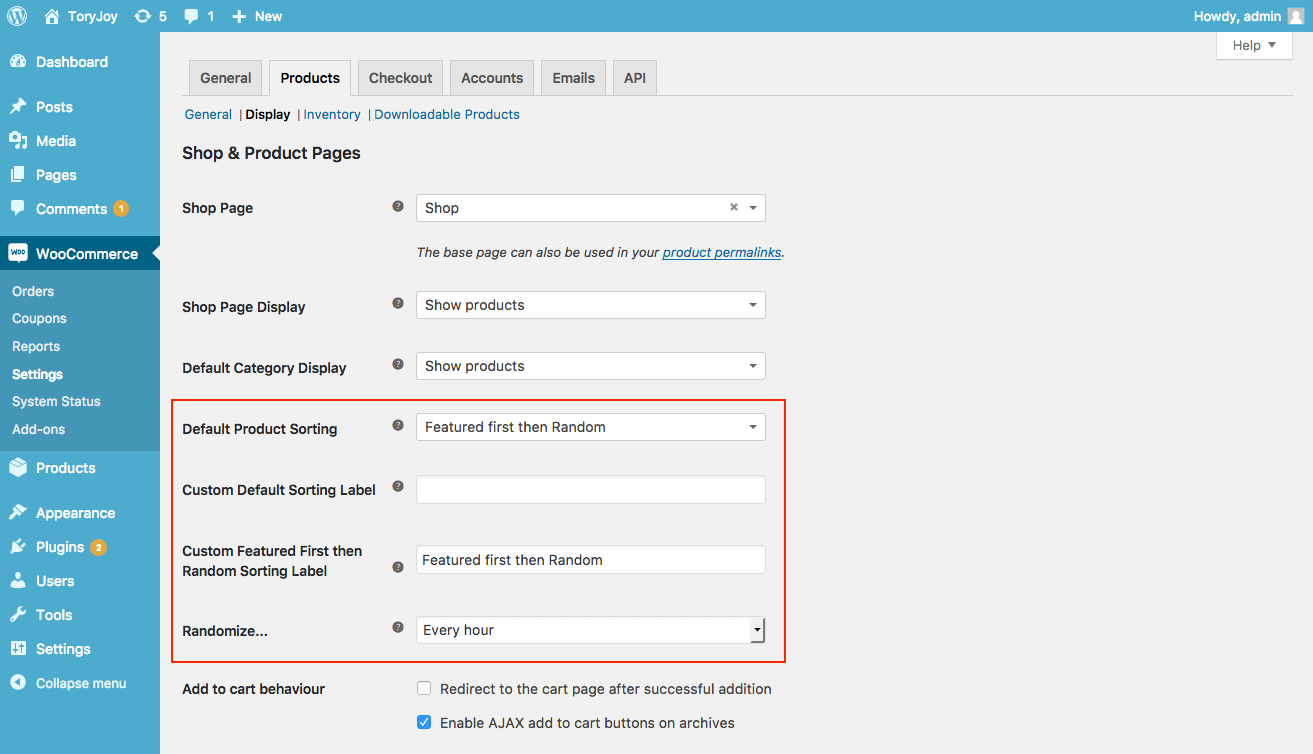 ToryJoy 5 1 New Howdy, admin
Help
Dashboard
Posts
Media
Pages
Comments 1
WOO WooCommerce
Orders
Coupons
Reports
Settings
System Status
Add-ons
Products
Appearance
Plugins 2
Users
Tools
Settings
Collapse menu
General Products Checkout Accounts Emails API
General | Display | Inventory | Downloadable Products
Shop & Product Pages
Shop Page ? Shop ×
The base page can also be used in your product permalinks.
Shop Page Display ? Show products
Default Category Display ? Show products
Default Product Sorting ? Featured first then Random
Custom Default Sorting Label ?
Custom Featured First then
Random Sorting Label ? Featured first then Random
Randomize... ? Every hour
Add to cart behaviour Redirect to the cart page after successful addition
Enable AJAX add to cart buttons on archives